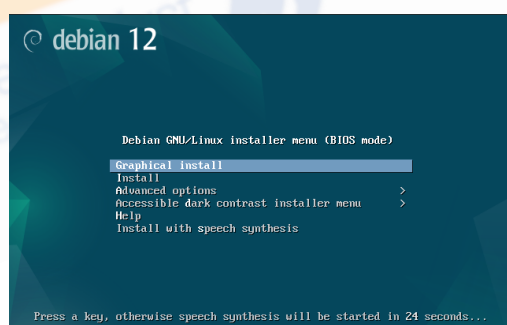 debian 12
Debian GNU/Linux installer menu (BIOS mode)
Graphical install
Install
Advanced options >
Accessible dark contrast installer menu >
Help
Install with speech synthesis
Press a key, otherwise speech synthesis will be started in 24 seconds...